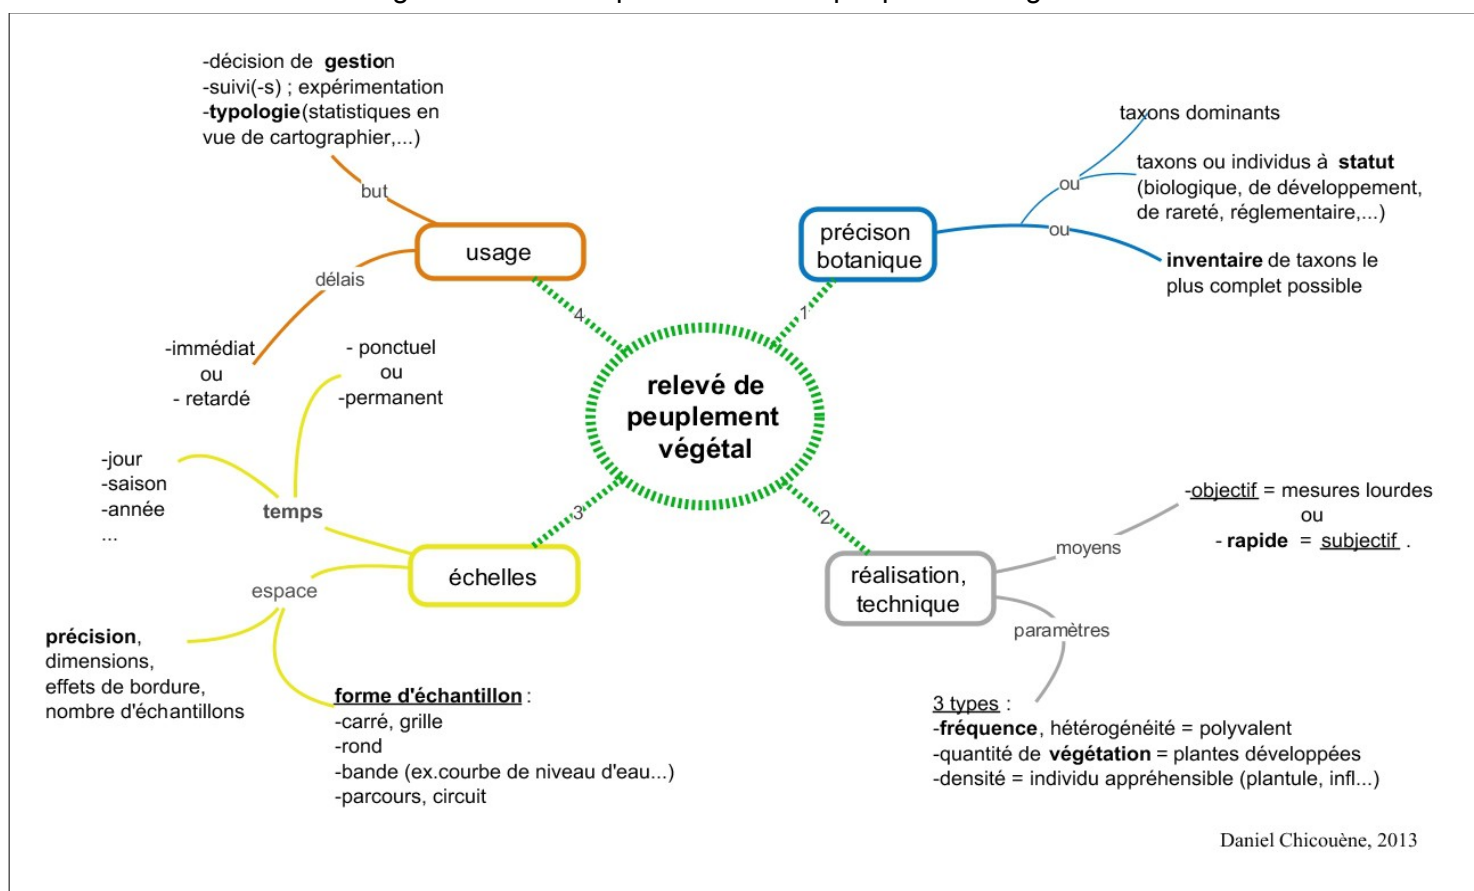 -décision de gestion
-suivi(-s) ; expérimentation
-typologie(statistiques en
vue de cartographier,...)
but
usage
délais
-immédiat
ou
- retardé
4
taxons dominants
ou
taxons ou individus à statut
(biologique, de développement,
de rareté, réglementaire,...)
ou
inventaire de taxons le
plus complet possible
précison
botanique
1
relevé de
peuplement
végétal
- ponctuel
ou
-permanent
-jour
-saison
-année
...
temps
3
échelles
espace
précision,
dimensions,
effets de bordure,
nombre d'échantillons
forme d'échantillon :
-carré, grille
-rond
-bande (ex.courbe de niveau d'eau...)
-parcours, circuit
2
réalisation,
technique
moyens
-objectif = mesures lourdes
ou
- rapide = subjectif .
paramètres
3 types :
-fréquence, hétérogénéité = polyvalent
-quantité de végétation = plantes développées
-densité = individu appréhensible (plantule, infl...)
Daniel Chicouène, 2013